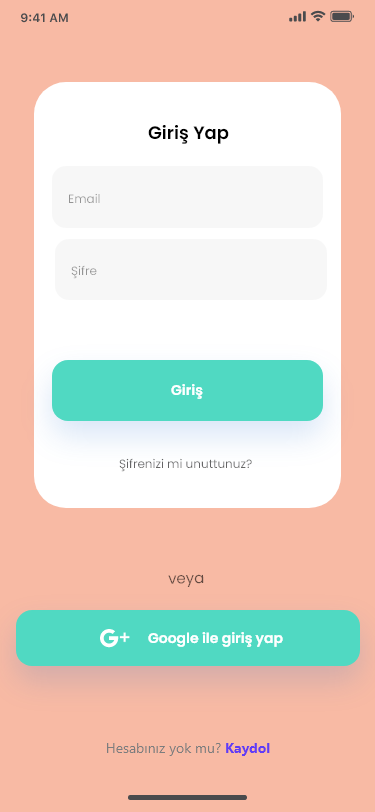 9:41 AM
Giriş Yap
Email
Şifre
Giriş
Şifrenizi mi unuttunuz?
veya
G+ Google ile giriş yap
Hesabınız yok mu? Kaydol